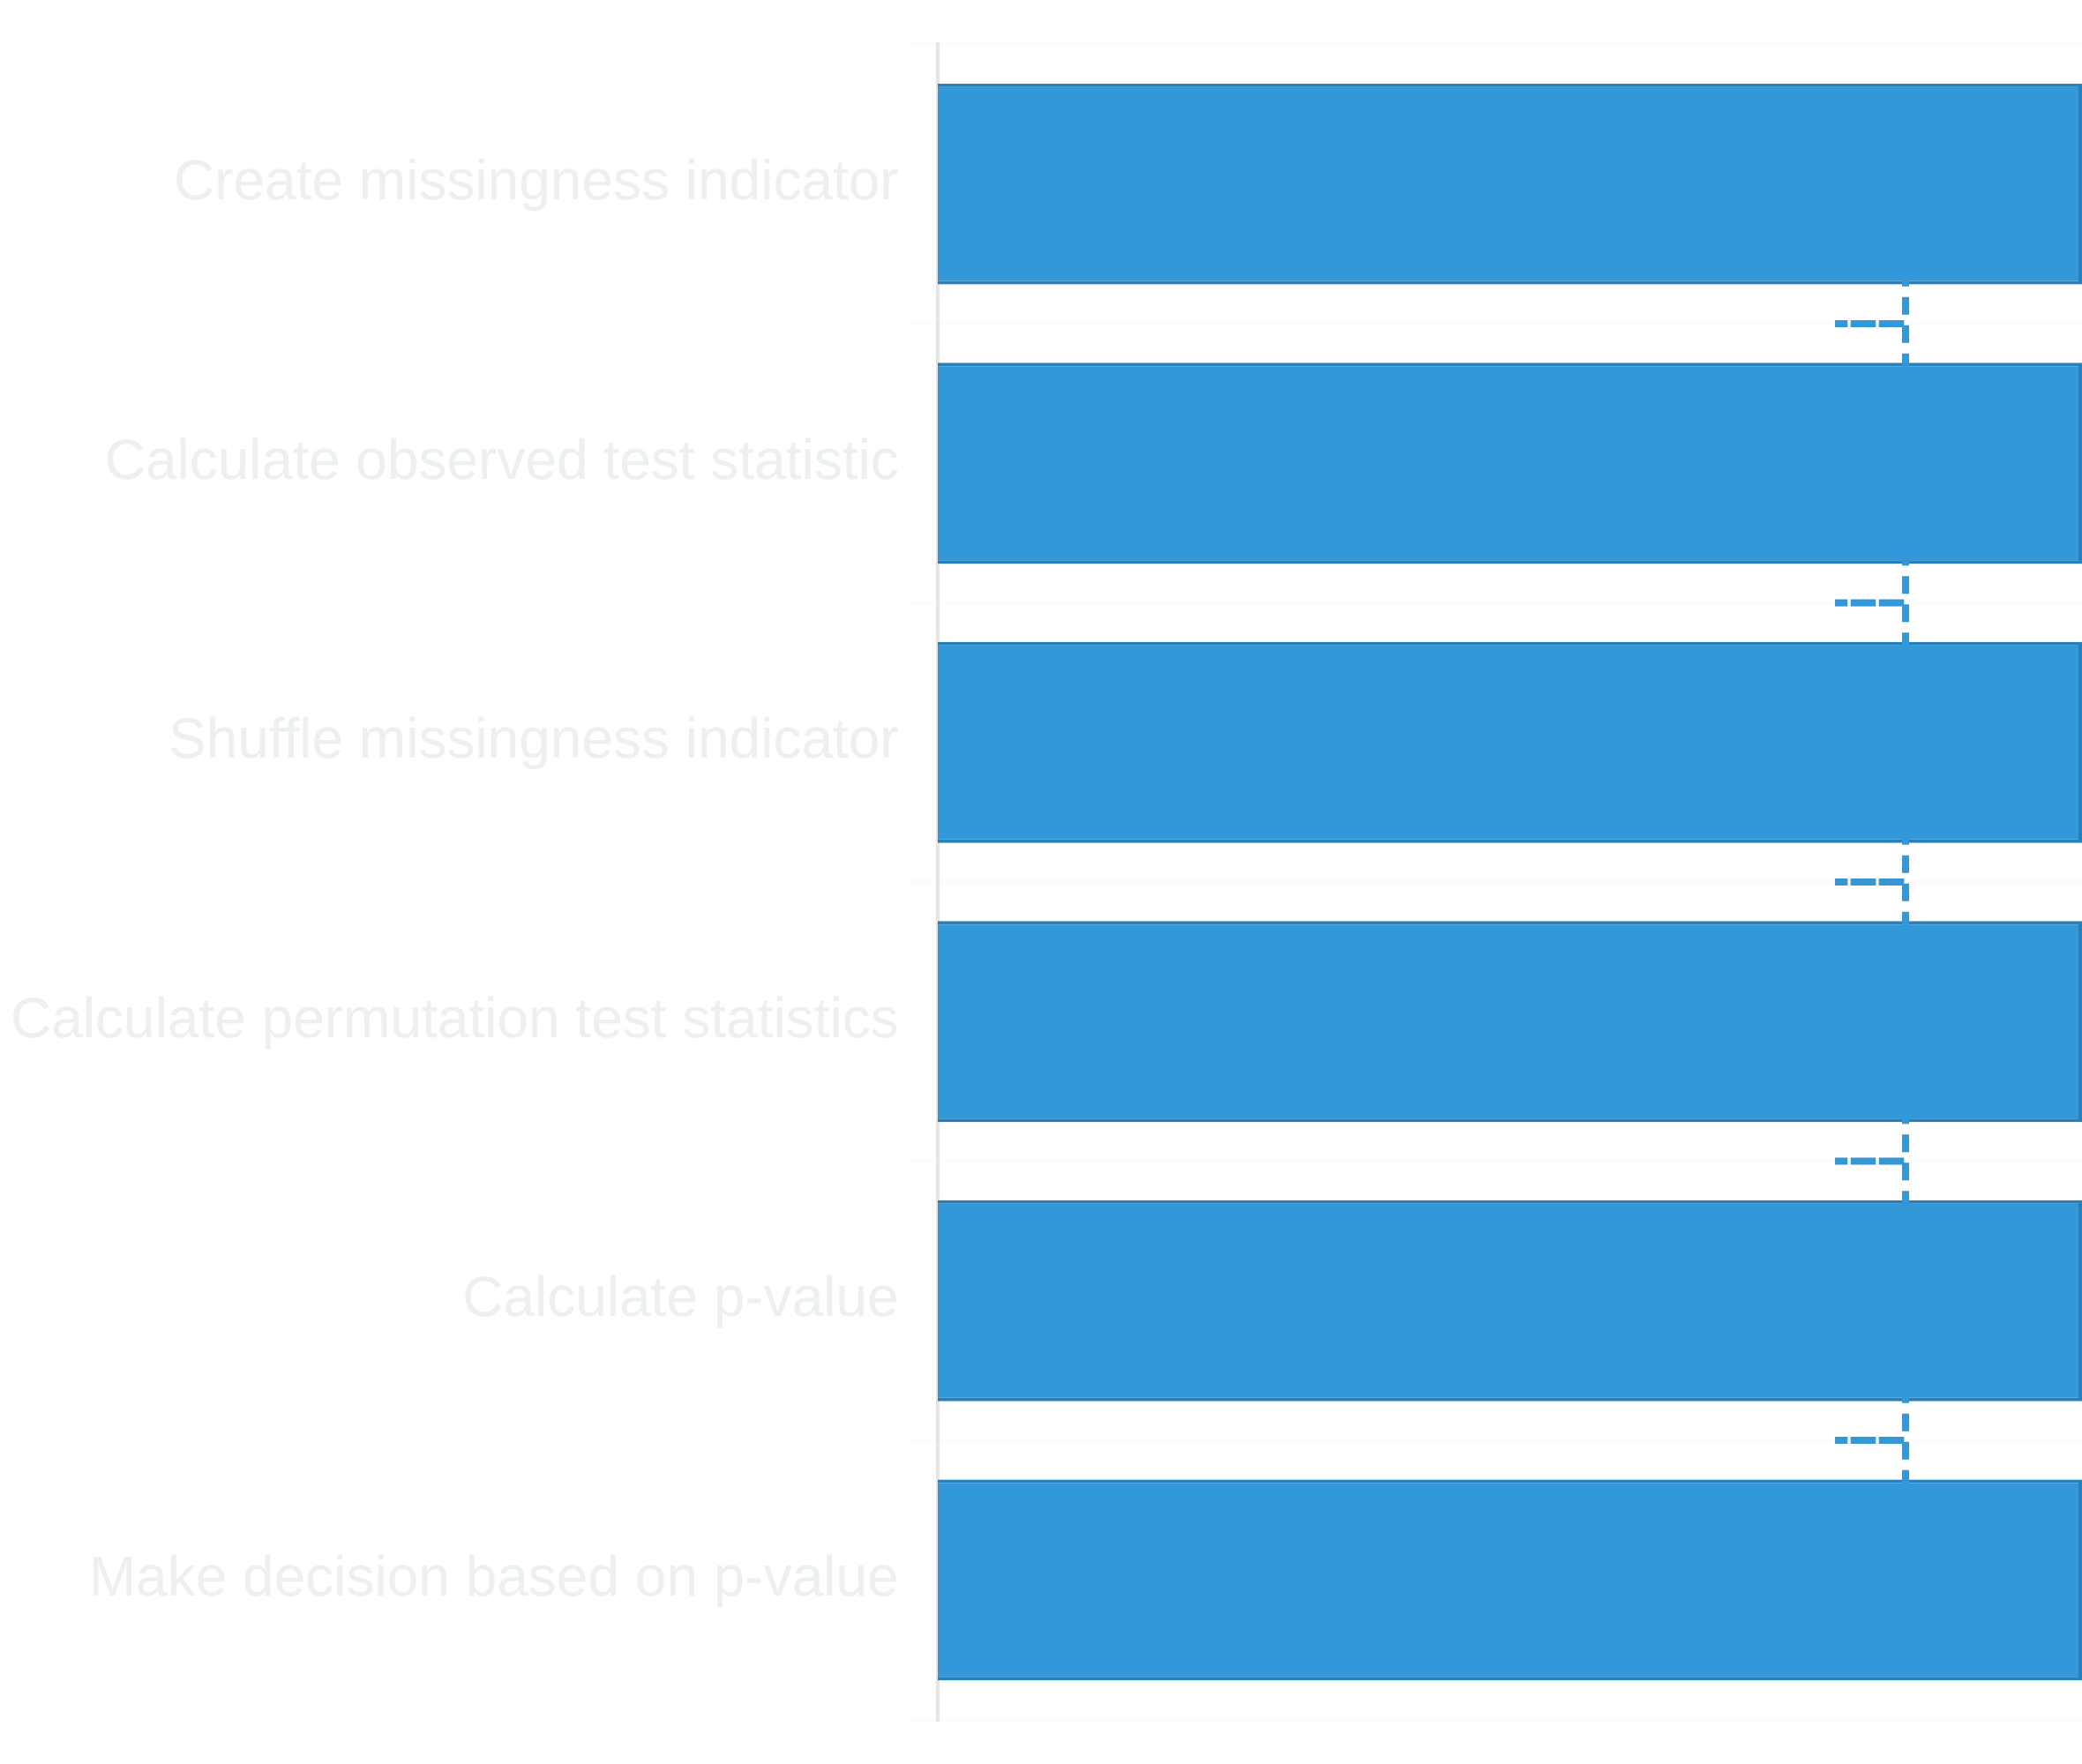 Create missingness indicator
Calculate observed test statistic
Shuffle missingness indicator
Calculate permutation test statistics
Calculate p-value
Make decision based on p-value